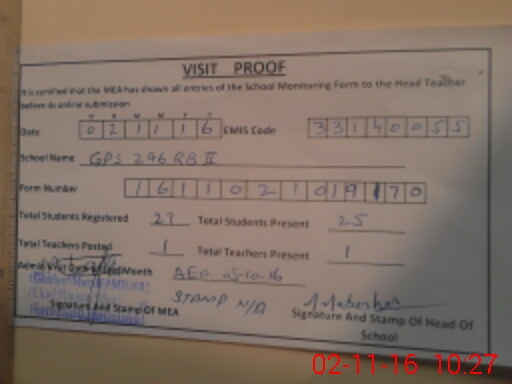 VISIT PROOF
It is certified that the MEA has shown all entries of the School Monitoring Form to the Head Teacher
before its online submission
D D M M Y Y
Date 0 2 1 1 1 6 EMIS Code 3 3 1 4 0 0 5 5
School Name GPS 296 RB II
Form Number 1 6 1 1 0 2 1 0 1 9 1 7 0
Total Students Registered 27 Total Students Present 25
Total Teachers Posted 1 Total Teachers Present 1
Month AEO 05-10-16
STAMP N/A
Signature And Stamp Of MEA Signature And Stamp Of Head Of
School
02-11-16 10:27